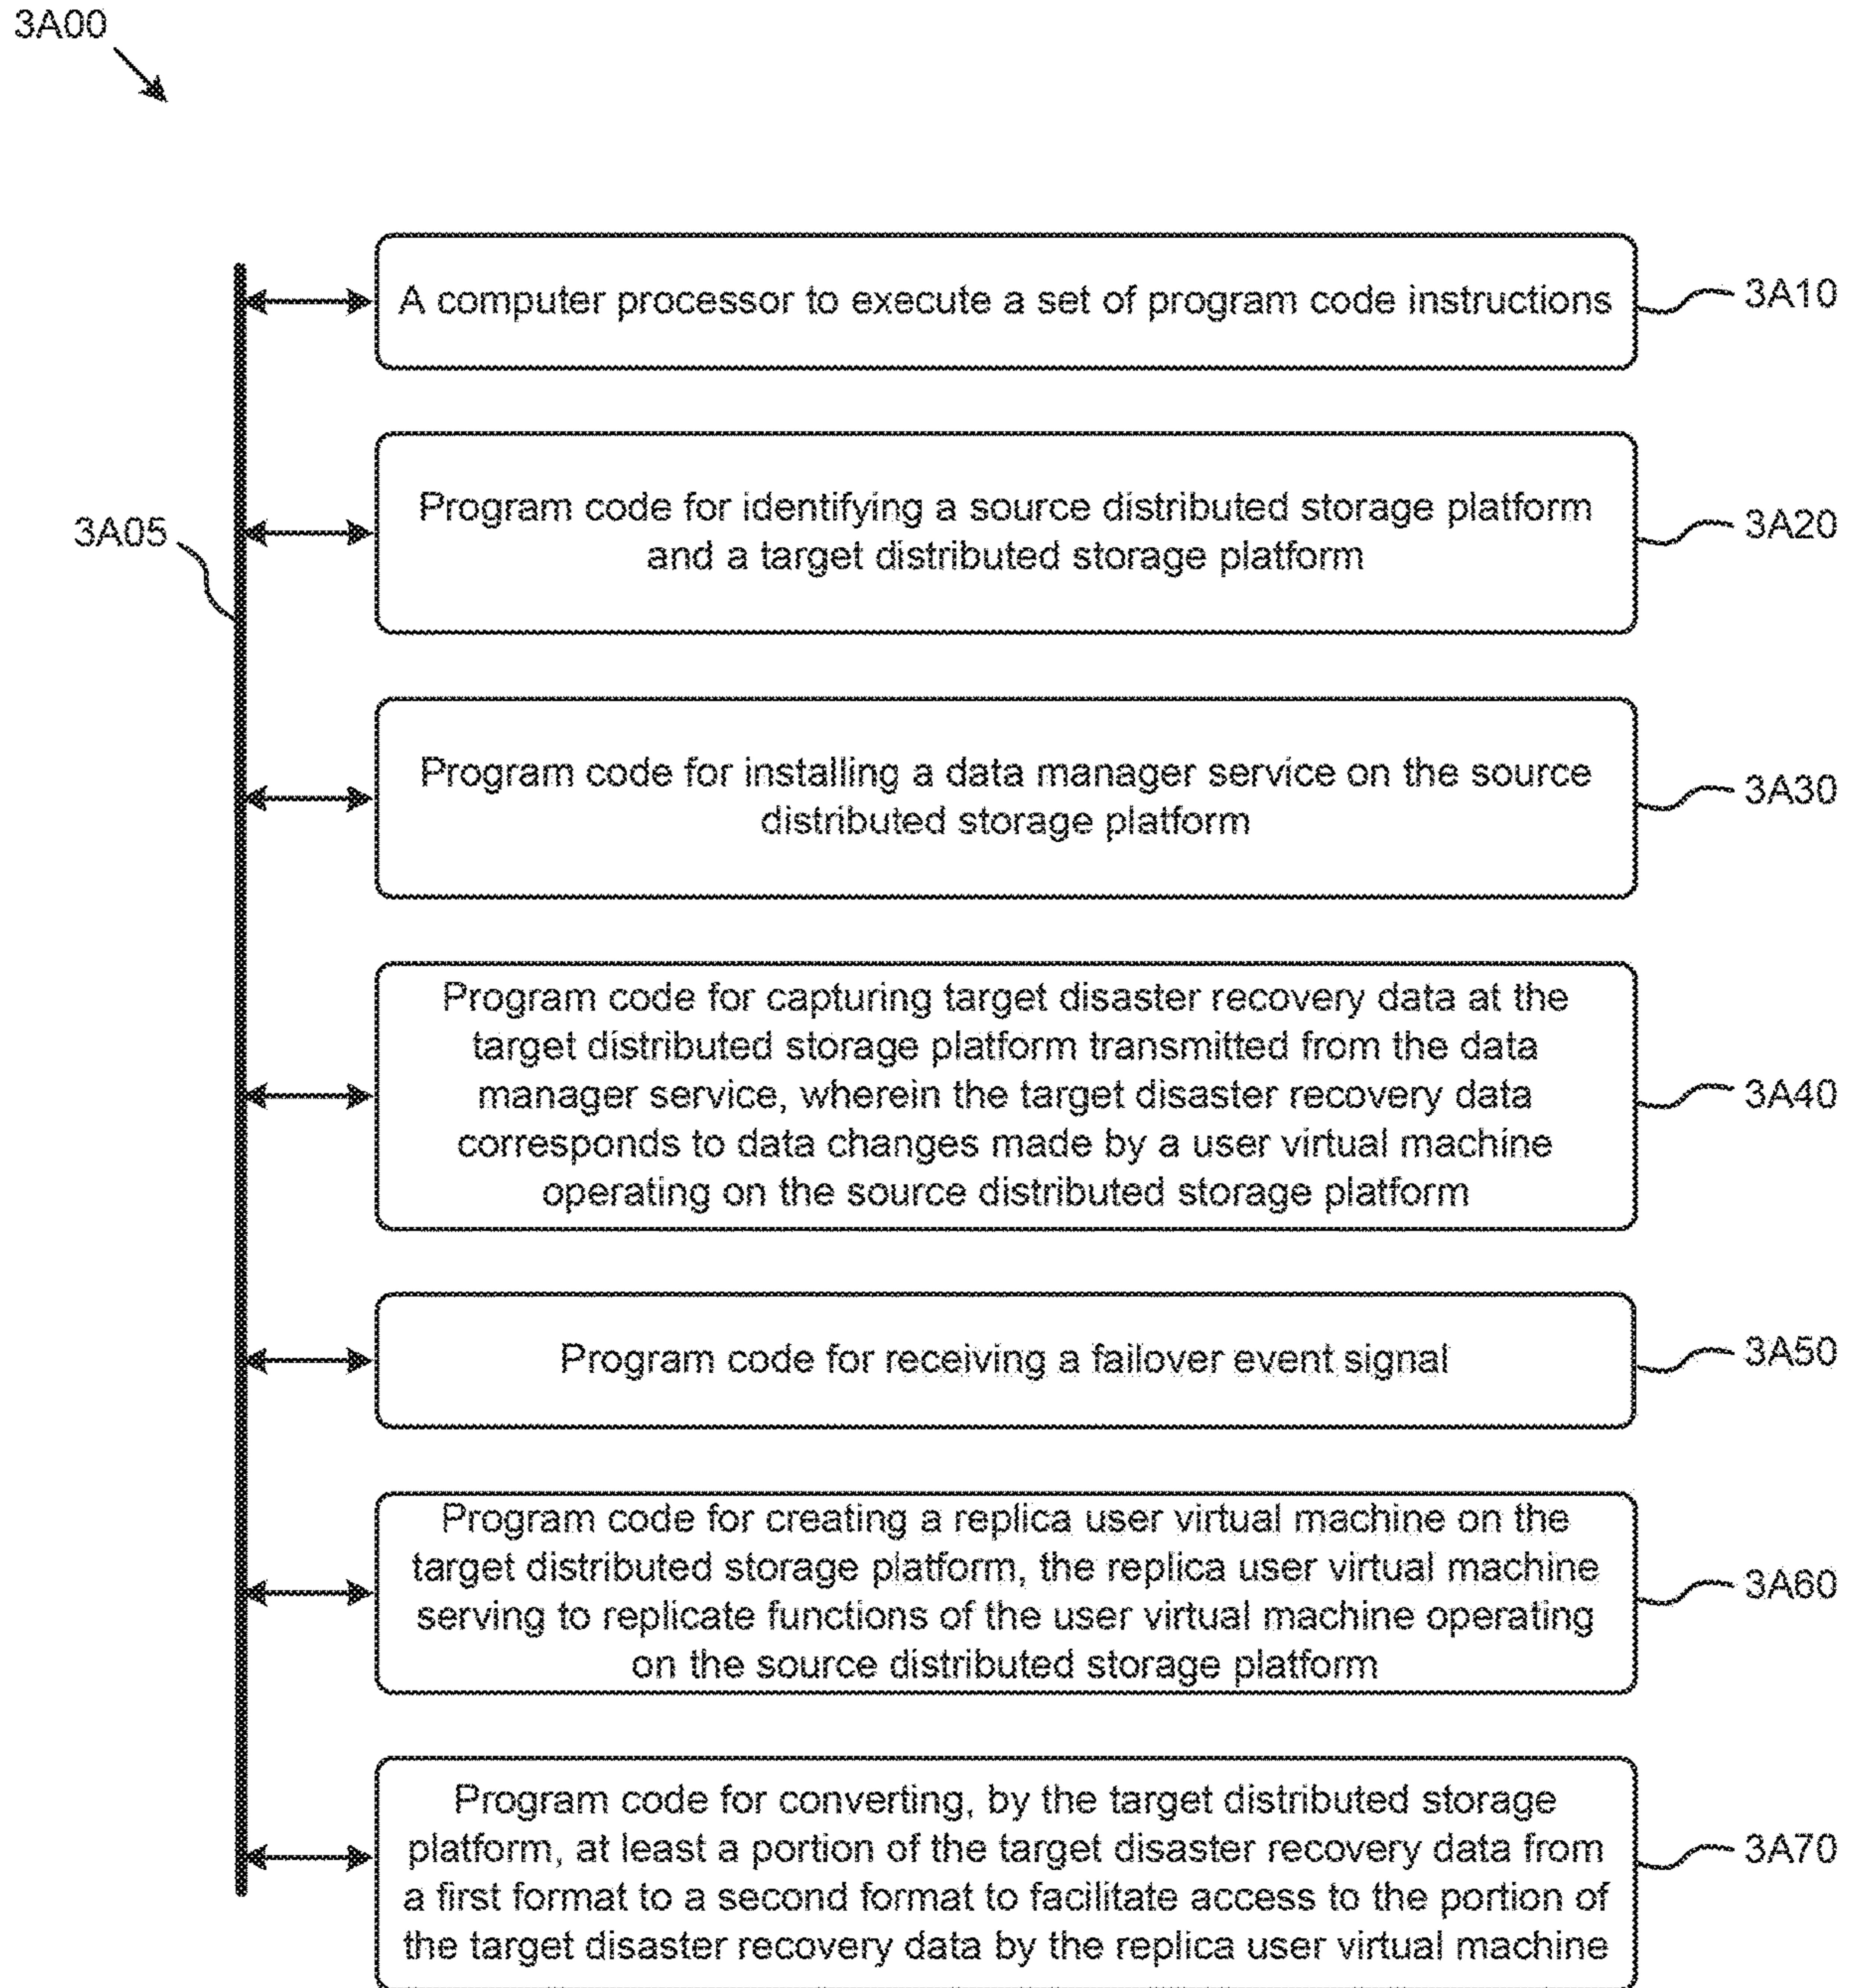 3A00
A computer processor to execute a set of program code instructions
3A10
Program code for identifying a source distributed storage platform
and a target distributed storage platform
3A20
3A05
Program code for installing a data manager service on the source
distributed storage platform
3A30
Program code for capturing target disaster recovery data at the
target distributed storage platform transmitted from the data
manager service, wherein the target disaster recovery data
corresponds to data changes made by a user virtual machine
operating on the source distributed storage platform
3A40
Program code for receiving a failover event signal
3A50
Program code for creating a replica user virtual machine on the
target distributed storage platform, the replica user virtual machine
serving to replicate functions of the user virtual machine operating
on the source distributed storage platform
3A60
Program code for converting, by the target distributed storage
platform, at least a portion of the target disaster recovery data from
a first format to a second format to facilitate access to the portion of
the target disaster recovery data by the replica user virtual machine
3A70